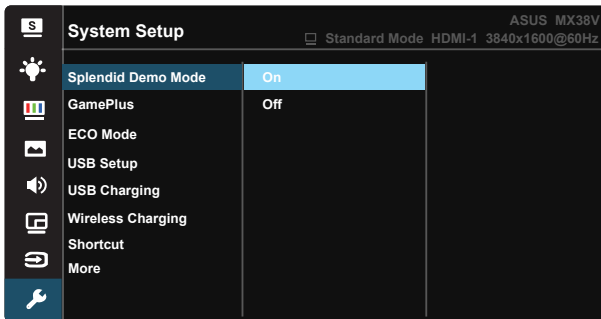 S
System Setup
ASUS MX38V
Standard Mode HDMI-1 3840x1600@60Hz
Splendid Demo Mode On
GamePlus Off
ECO Mode
USB Setup
USB Charging
Wireless Charging
Shortcut
More